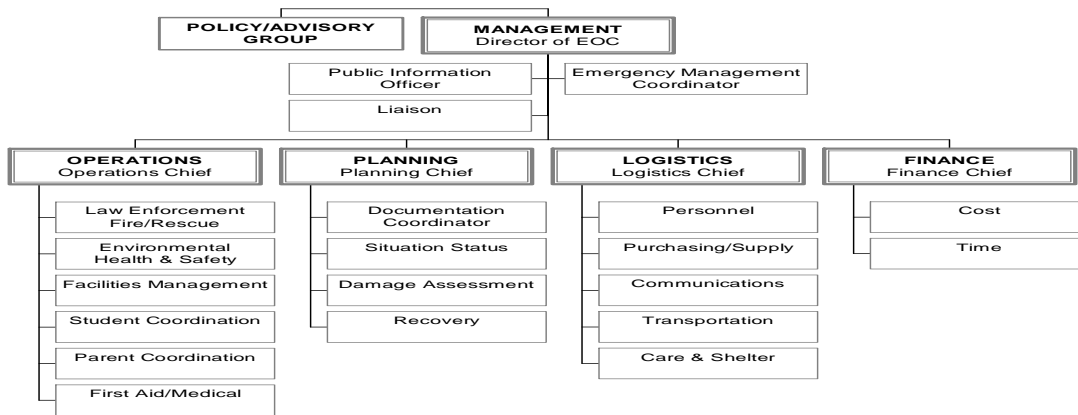 POLICY/ADVISORY
GROUP
MANAGEMENT
Director of EOC
Public Information
Officer
Emergency Management
Coordinator
Liaison
OPERATIONS
Operations Chief
Law Enforcement
Fire/Rescue
Environmental
Health & Safety
Facilities Management
Student Coordination
Parent Coordination
First Aid/Medical
PLANNING
Planning Chief
Documentation
Coordinator
Situation Status
Damage Assessment
Recovery
LOGISTICS
Logistics Chief
Personnel
Purchasing/Supply
Communications
Transportation
Care & Shelter
FINANCE
Finance Chief
Cost
Time